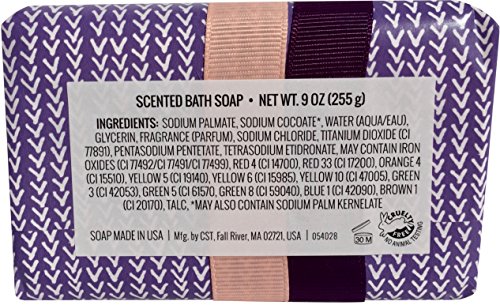 SCENTED BATH SOAP • NET WT. 9 OZ (255 g)
INGREDIENTS: SODIUM PALMATE, SODIUM COCOATE*, WATER (AQUA/EAU),
GLYCERIN, FRAGRANCE (PARFUM), SODIUM CHLORIDE, TITANIUM DIOXIDE (CI
77891), PENTASODIUM PENTETATE, TETRASODIUM ETIDRONATE, MAY CONTAIN IRON
OXIDES (CI 77492/CI 77491/CI 77499), RED 4 (CI 14700), RED 33 (CI 17200), ORANGE 4
(CI 15510), YELLOW 5 (CI 19140), YELLOW 6 (CI 15985), YELLOW 10 (CI 47005), GREEN
3 (CI 42053), GREEN 5 (CI 61570, GREEN 8 (CI 59040), BLUE 1 (CI 42090), BROWN 1
(CI 20170), TALC, *MAY ALSO CONTAIN SODIUM PALM KERNELATE
SOAP MADE IN USA | Mfg. by CST, Fall River, MA 02721, USA | 054028
30 M
CRUELTY
FREE
NO ANIMAL TESTING